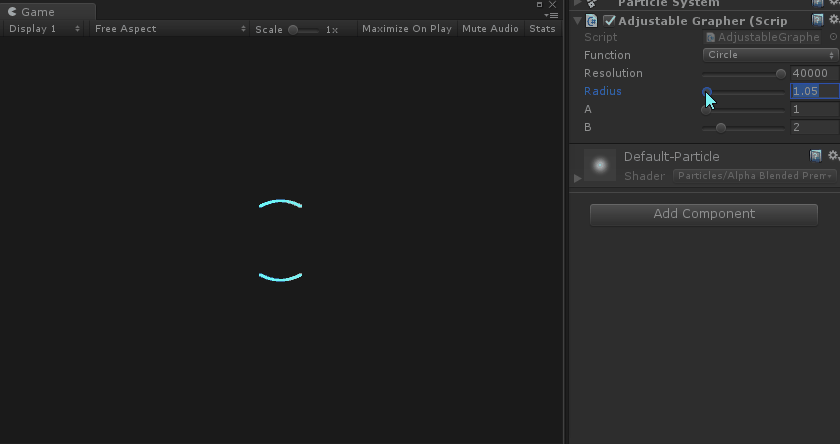 Game
Display 1 Free Aspect Scale 1x Maximize On Play Mute Audio Stats
Particle System
Adjustable Grapher (Scrip
Script AdjustableGraphe
Function Circle
Resolution 40000
Radius 1.05
A 1
B 2
Default-Particle
Shader Particles/Alpha Blended Prem
Add Component